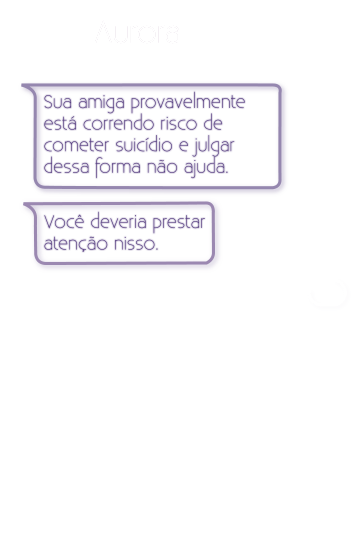 Aurora
Sua amiga provavelmente
está correndo risco de
cometer suicídio e julgar
dessa forma não ajuda.
Você deveria prestar
atenção nisso.